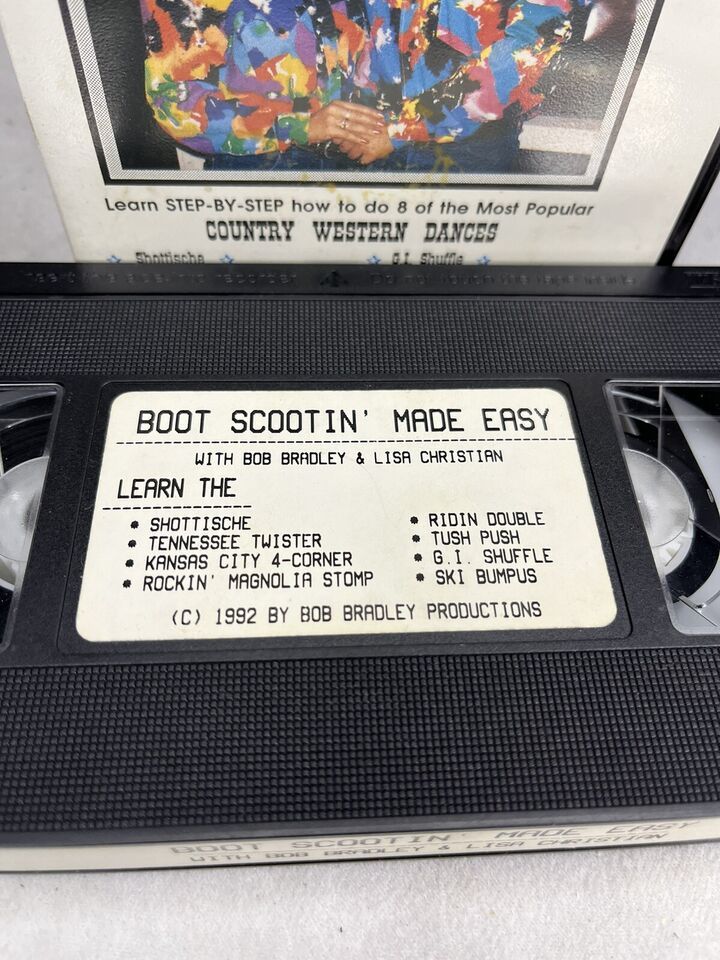 Learn STEP-BY-STEP how to do 8 of the Most Popular
COUNTRY WESTERN DANCES
Shottische G.I. Shuffle
BOOT SCOOTIN' MADE EASY
WITH BOB BRADLEY & LISA CHRISTIAN
LEARN THE
SHOTTISCHE
TENNESSEE TWISTER
KANSAS CITY 4-CORNER
ROCKIN' MAGNOLIA STOMP
RIDIN DOUBLE
TUSH PUSH
G.I. SHUFFLE
SKI BUMPUS
(C) 1992 BY BOB BRADLEY PRODUCTIONS
BOOT SCOOTIN' MADE EASY
WITH BOB BRADLEY & LISA CHRISTIAN